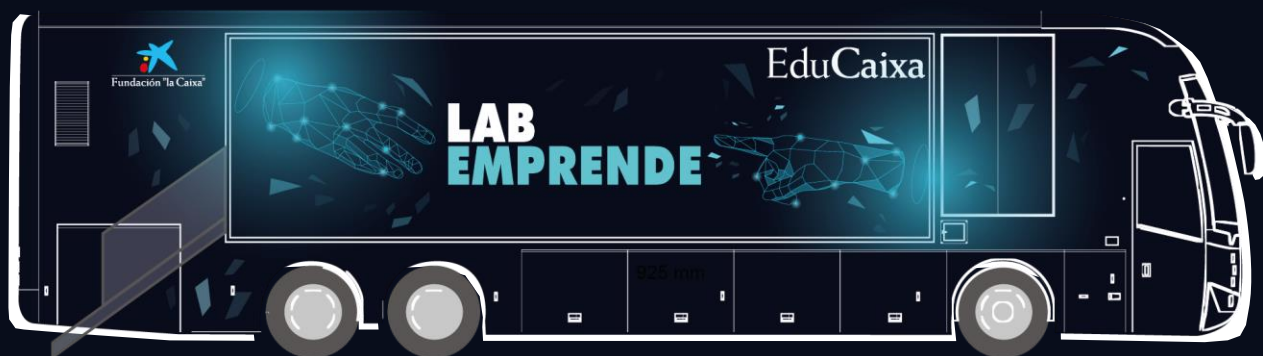 Fundación "la Caixa"
EduCaixa
LAB
EMPRENDE
925 mm